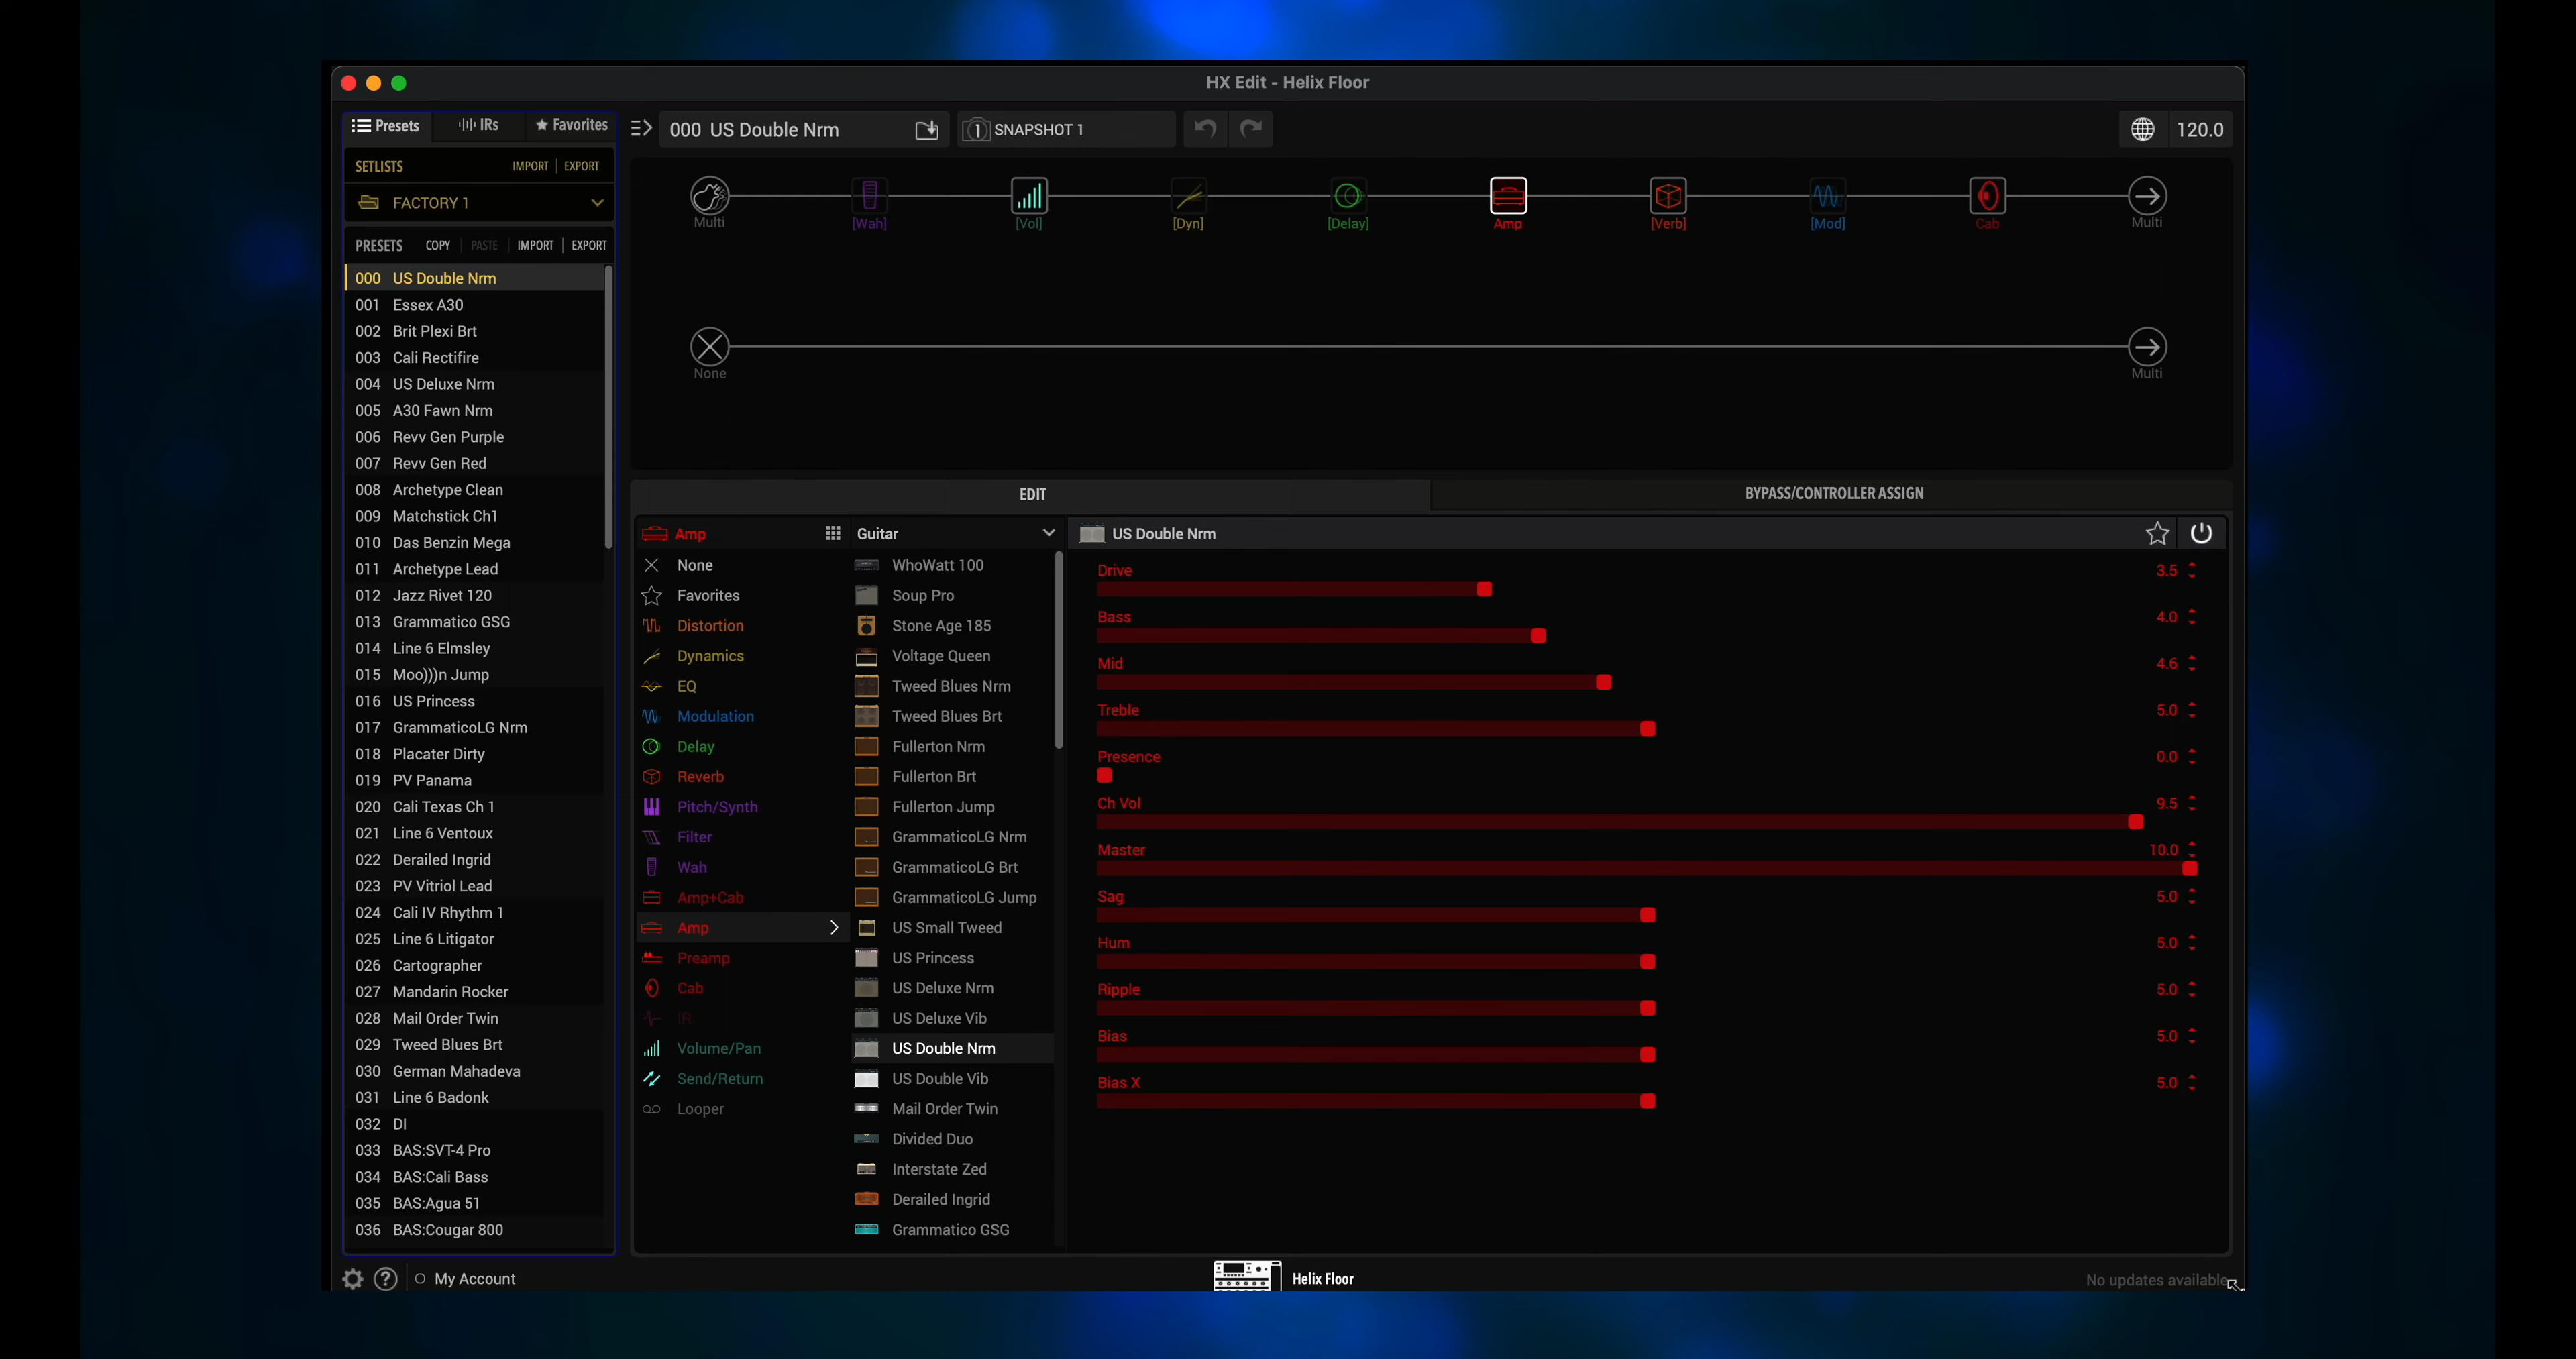 HX Edit - Helix Floor
Presets IRs Favorites
000 US Double Nrm 1 SNAPSHOT 1 120.0
SETLISTS IMPORT EXPORT
FACTORY 1
PRESETS COPY PASTE IMPORT EXPORT
000 US Double Nrm
001 Essex A30
002 Brit Plexi Brt
003 Cali Rectifire
004 US Deluxe Nrm
005 A30 Fawn Nrm
006 Revv Gen Purple
007 Revv Gen Red
008 Archetype Clean
009 Matchstick Ch1
010 Das Benzin Mega
011 Archetype Lead
012 Jazz Rivet 120
013 Grammatico GSG
014 Line 6 Elmsley
015 Moo)))n Jump
016 US Princess
017 GrammaticoLG Nrm
018 Placater Dirty
019 PV Panama
020 Cali Texas Ch 1
021 Line 6 Ventoux
022 Derailed Ingrid
023 PV Vitriol Lead
024 Cali IV Rhythm 1
025 Line 6 Litigator
026 Cartographer
027 Mandarin Rocker
028 Mail Order Twin
029 Tweed Blues Brt
030 German Mahadeva
031 Line 6 Badonk
032 DI
033 BAS:SVT-4 Pro
034 BAS:Cali Bass
035 BAS:Agua 51
036 BAS:Cougar 800
Multi [Wah] [Vol] [Dyn] [Delay] Amp [Verb] [Mod] Cab Multi
None Multi
EDIT BYPASS/CONTROLLER ASSIGN
Amp
None
Favorites
Distortion
Dynamics
EQ
Modulation
Delay
Reverb
Pitch/Synth
Filter
Wah
Amp+Cab
Amp
Preamp
Cab
IR
Volume/Pan
Send/Return
Looper
Guitar
WhoWatt 100
Soup Pro
Stone Age 185
Voltage Queen
Tweed Blues Nrm
Tweed Blues Brt
Fullerton Nrm
Fullerton Brt
Fullerton Jump
GrammaticoLG Nrm
GrammaticoLG Brt
GrammaticoLG Jump
US Small Tweed
US Princess
US Deluxe Nrm
US Deluxe Vib
US Double Nrm
US Double Vib
Mail Order Twin
Divided Duo
Interstate Zed
Derailed Ingrid
Grammatico GSG
US Double Nrm
Drive 3.5
Bass 4.0
Mid 4.6
Treble 5.0
Presence 0.0
Ch Vol 9.5
Master 10.0
Sag 5.0
Hum 5.0
Ripple 5.0
Bias 5.0
Bias X 5.0
? My Account Helix Floor No updates available